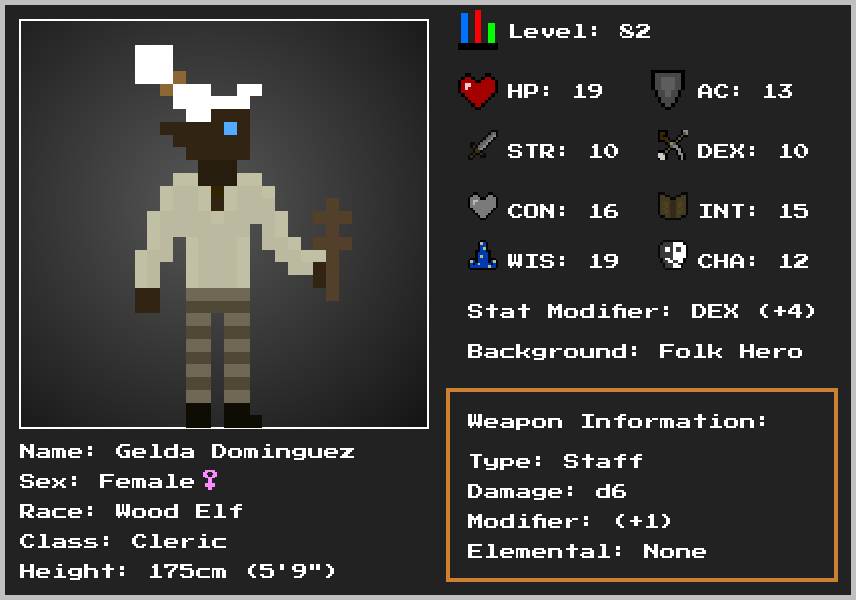 Level: 82
HP: 19
AC: 13
STR: 10
DEX: 10
CON: 16
INT: 15
WIS: 19
CHA: 12
Stat Modifier: DEX (+4)
Background: Folk Hero
Weapon Information:
Type: Staff
Damage: d6
Modifier: (+1)
Elemental: None
Name: Gelda Dominguez
Sex: Female♀
Race: Wood Elf
Class: Cleric
Height: 175cm (5'9")